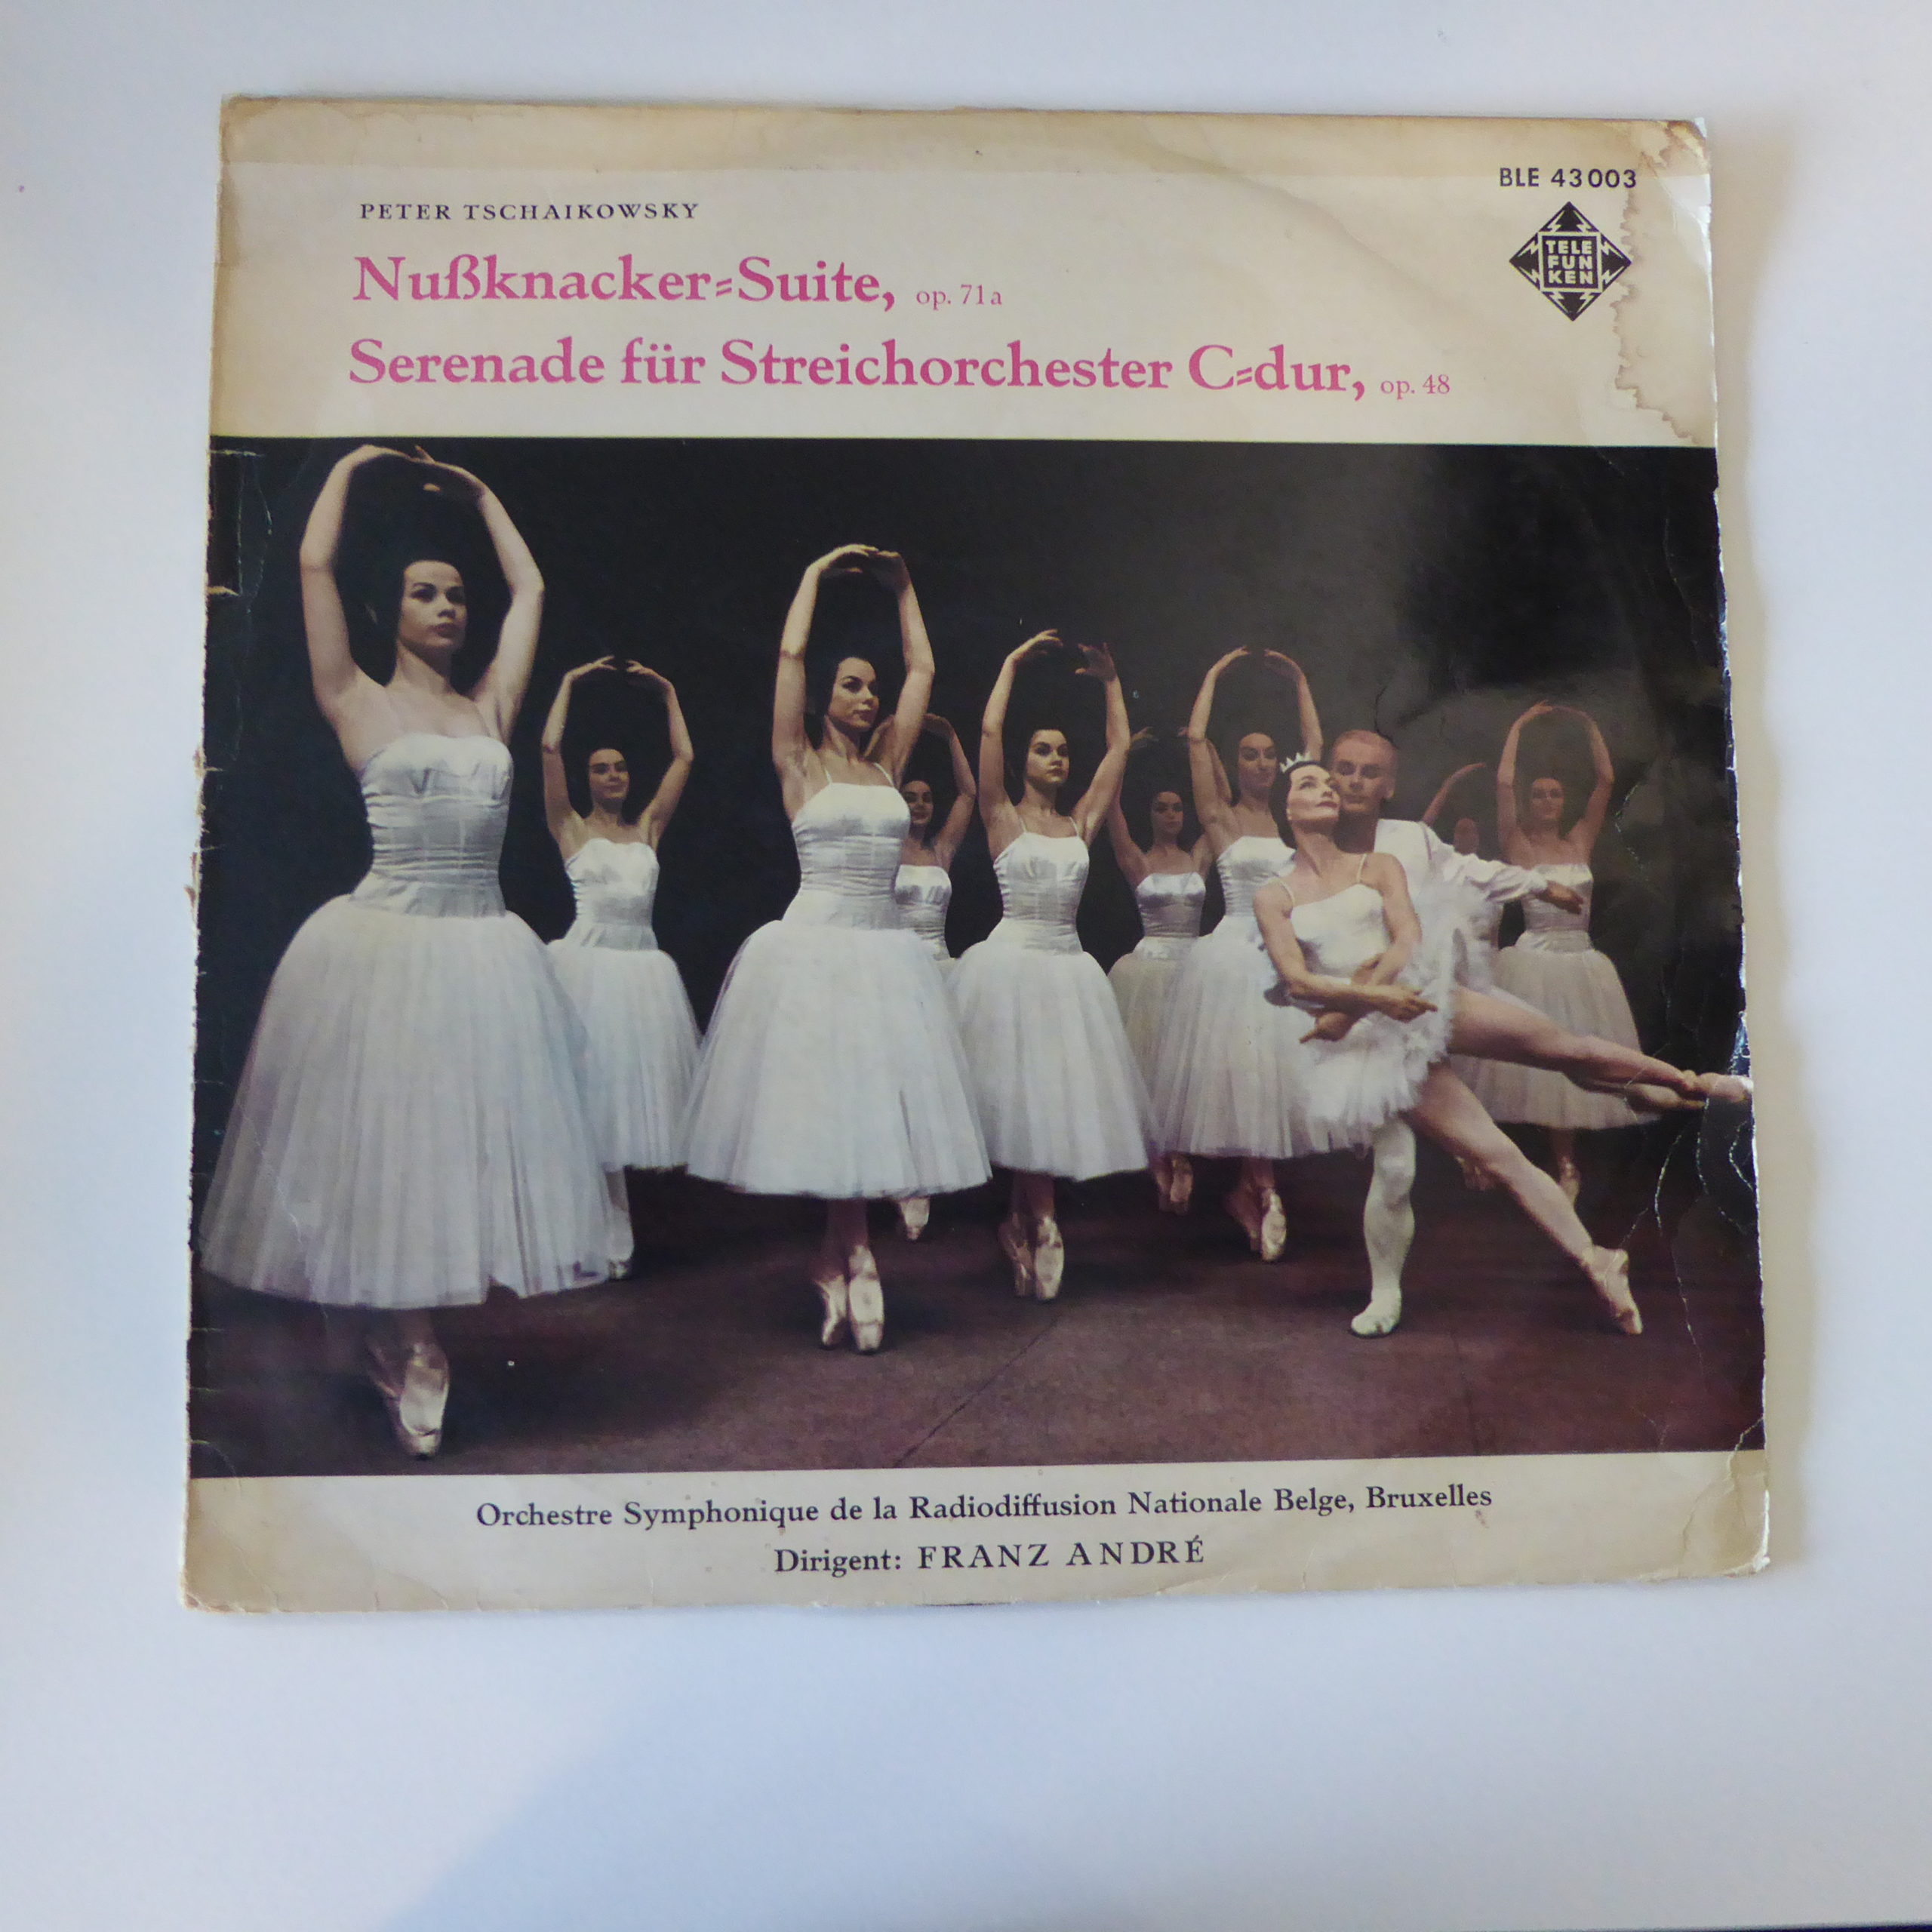 BLE 43003
PETER TSCHAIKOWSKY
TELE
FUN
KEN
Nußknacker=Suite, op. 71a
Serenade für Streichorchester C=dur, op. 48
Orchestre Symphonique de la Radiodiffusion Nationale Belge, Bruxelles
Dirigent: FRANZ ANDRÉ